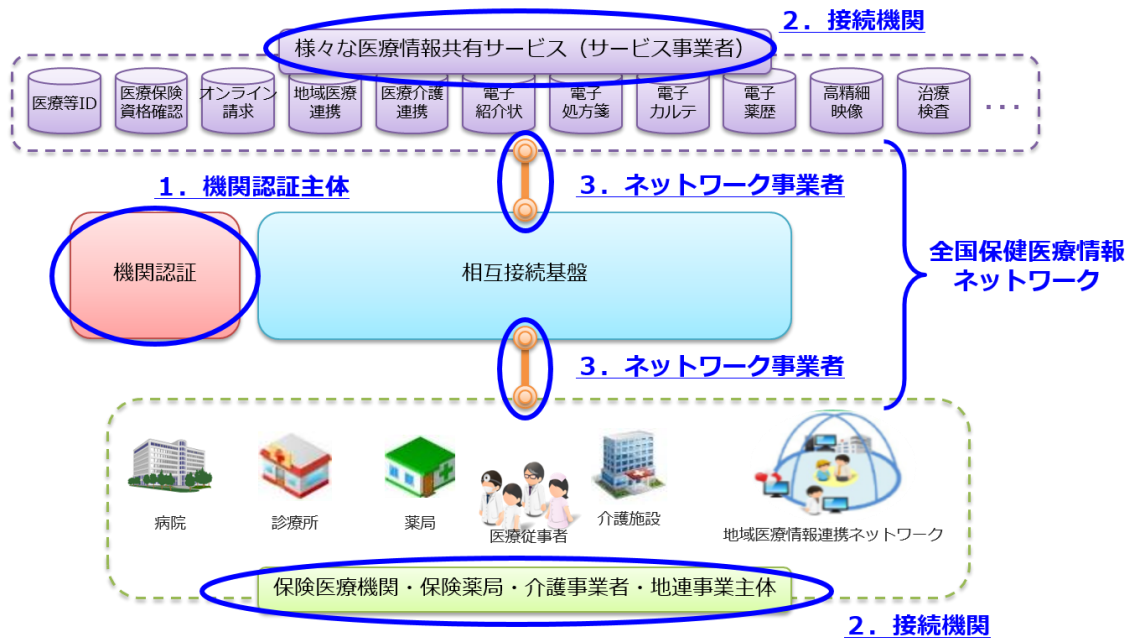 2．接続機関
様々な医療情報共有サービス（サービス事業者）
医療等ID
医療保険
資格確認
オンライン
請求
地域医療
連携
医療介護
連携
電子
紹介状
電子
処方箋
電子
カルテ
電子
薬歴
高精細
映像
治療
検査
･･･
1．機関認証主体
3．ネットワーク事業者
機関認証
相互接続基盤
全国保健医療情報
ネットワーク
3．ネットワーク事業者
病院
診療所
薬局
医療従事者
介護施設
地域医療情報連携ネットワーク
保険医療機関・保険薬局・介護事業者・地連事業主体
2．接続機関